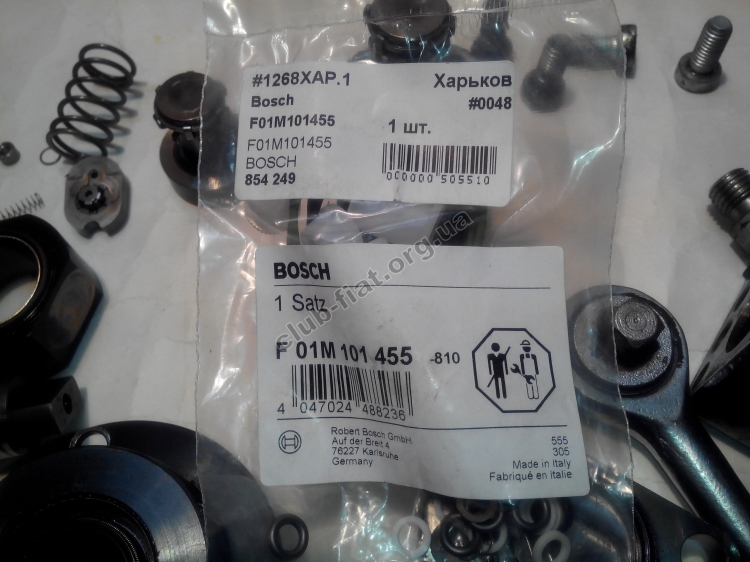 #1268ХАР.1
Харьков
Bosch
#0048
F01M101455
1 шт.
F01M101455
BOSCH
854 249
000000 505510
club-fiat.org.ua
BOSCH
1 Satz
F 01M 101 455 -810
4 047024 488236
Robert Bosch GmbH
Auf der Breit 4
76227 Karlsruhe
Germany
555
305
Made in Italy
Fabriqué en Italie